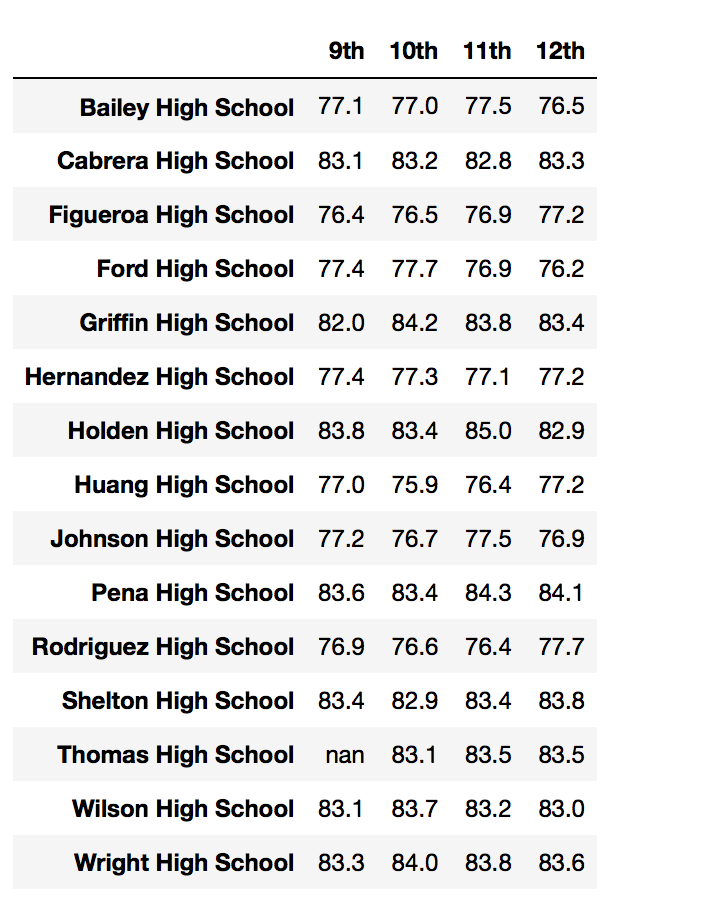 9th 10th 11th 12th
Bailey High School 77.1 77.0 77.5 76.5
Cabrera High School 83.1 83.2 82.8 83.3
Figueroa High School 76.4 76.5 76.9 77.2
Ford High School 77.4 77.7 76.9 76.2
Griffin High School 82.0 84.2 83.8 83.4
Hernandez High School 77.4 77.3 77.1 77.2
Holden High School 83.8 83.4 85.0 82.9
Huang High School 77.0 75.9 76.4 77.2
Johnson High School 77.2 76.7 77.5 76.9
Pena High School 83.6 83.4 84.3 84.1
Rodriguez High School 76.9 76.6 76.4 77.7
Shelton High School 83.4 82.9 83.4 83.8
Thomas High School nan 83.1 83.5 83.5
Wilson High School 83.1 83.7 83.2 83.0
Wright High School 83.3 84.0 83.8 83.6